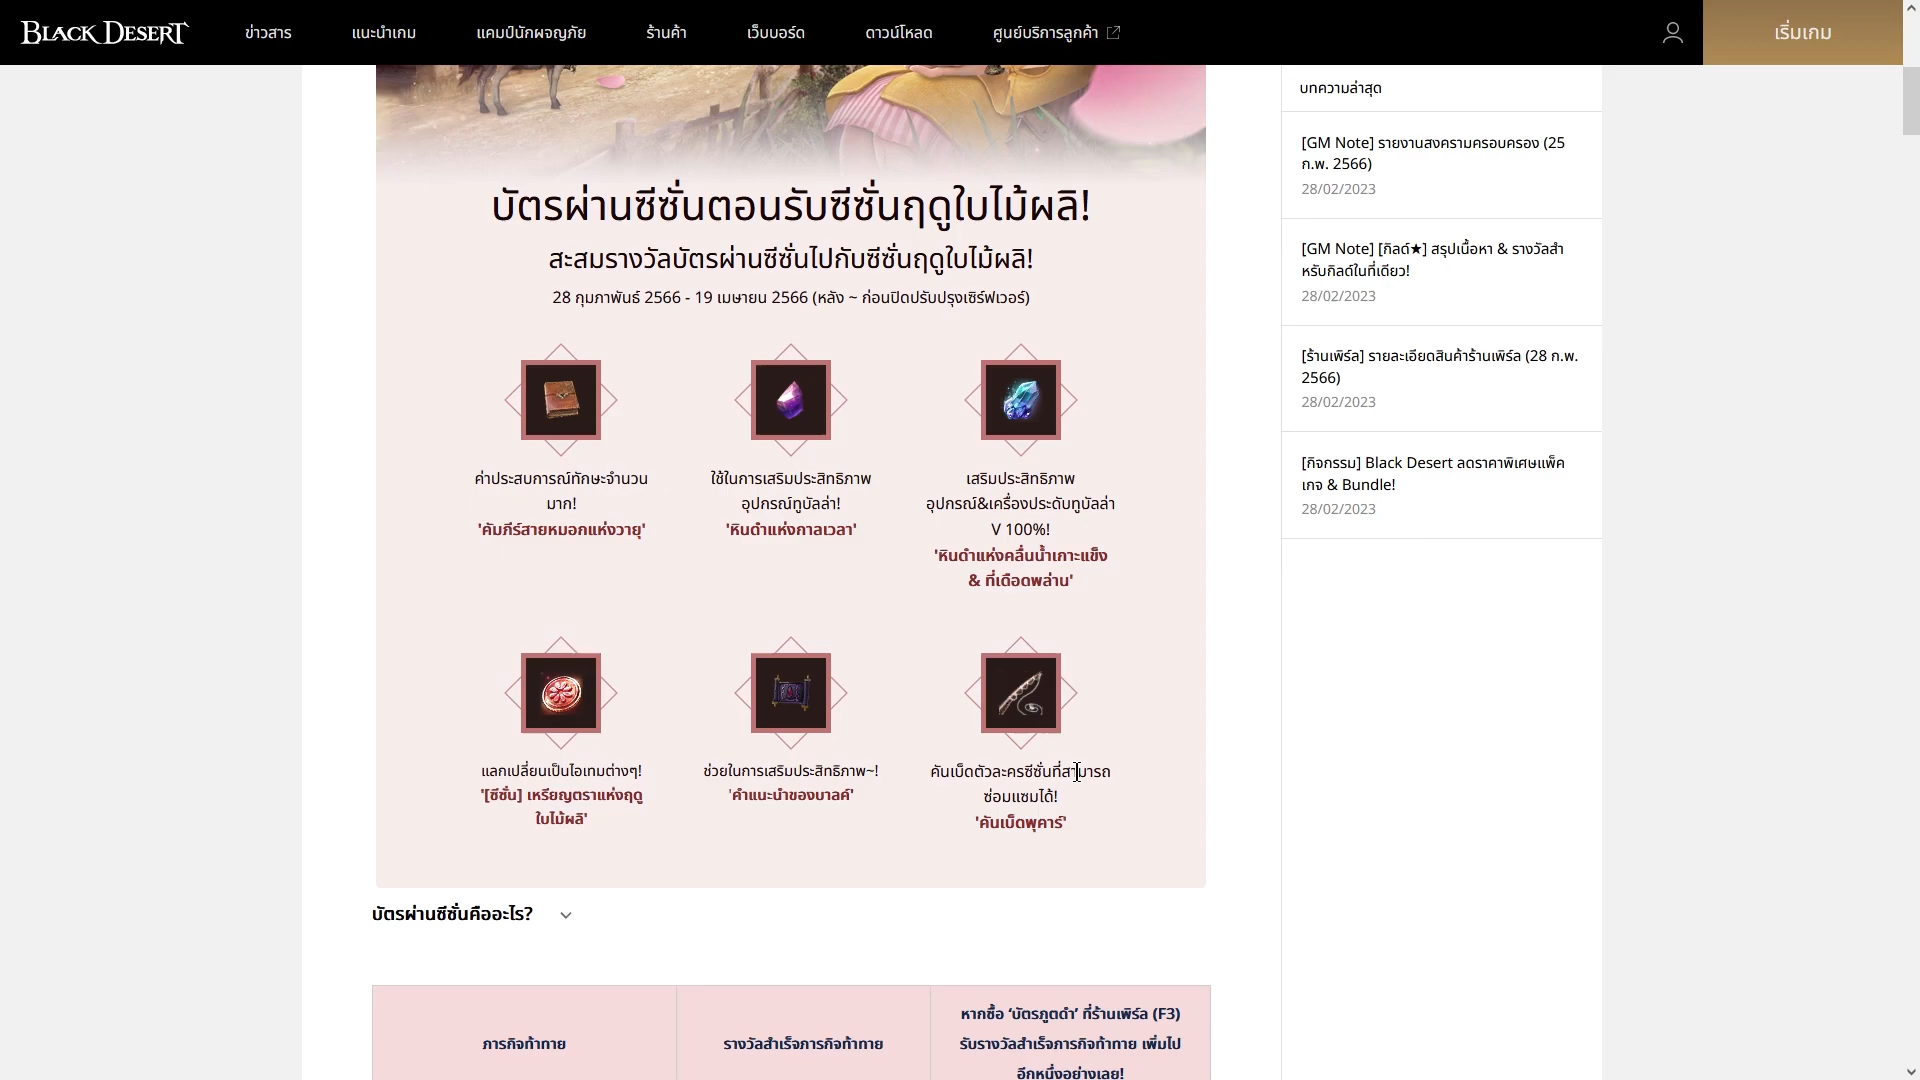 BLACK DESERT
ข่าวสาร
แนะนำเกม
แคมป์นักผจญภัย
ร้านค้า
เว็บบอร์ด
ดาวน์โหลด
ศูนย์บริการลูกค้า
เริ่มเกม
บัตรผ่านซีซั่นตอนรับซีซั่นฤดูใบไม้ผลิ!
สะสมรางวัลบัตรผ่านซีซั่นไปกับซีซั่นฤดูใบไม้ผลิ!
28 กุมภาพันธ์ 2566 - 19 เมษายน 2566 (หลัง ~ ก่อนปิดปรับปรุงเซิร์ฟเวอร์)
ค่าประสบการณ์ทักษะจำนวน
มาก!
'คัมภีร์สายหมอกแห่งวายุ'
ใช้ในการเสริมประสิทธิภาพ
อุปกรณ์ทูบัลล่า!
'หินดำแห่งกาลเวลา'
เสริมประสิทธิภาพ
อุปกรณ์&เครื่องประดับทูบัลล่า
V 100%!
'หินดำแห่งคลื่นน้ำเกาะแข็ง
& ที่เดือดพล่าน'
แลกเปลี่ยนเป็นไอเทมต่างๆ!
'[ซีซั่น] เหรียญตราแห่งฤดู
ใบไม้ผลิ'
ช่วยในการเสริมประสิทธิภาพ~!
'คำแนะนำของบาลค์'
คันเบ็ดตัวละครซีซั่นที่สามารถ
ซ่อมแซมได้!
'คันเบ็ดพุคาร์'
บัตรผ่านซีซั่นคืออะไร?
ภารกิจท้าทาย
รางวัลสำเร็จภารกิจท้าทาย
หากซื้อ ‘บัตรภูตดำ’ ที่ร้านเพิร์ล (F3)
รับรางวัลสำเร็จภารกิจท้าทาย เพิ่มไป
อีกหนึ่งอย่างเลย!
บทความล่าสุด
[GM Note] รายงานสงครามครอบครอง (25
ก.พ. 2566)
28/02/2023
[GM Note] [กิลด์★] สรุปเนื้อหา & รางวัลสำ
หรับกิลด์ในที่เดียว!
28/02/2023
[ร้านเพิร์ล] รายละเอียดสินค้าร้านเพิร์ล (28 ก.พ.
2566)
28/02/2023
[กิจกรรม] Black Desert ลดราคาพิเศษแพ็ค
เกจ & Bundle!
28/02/2023